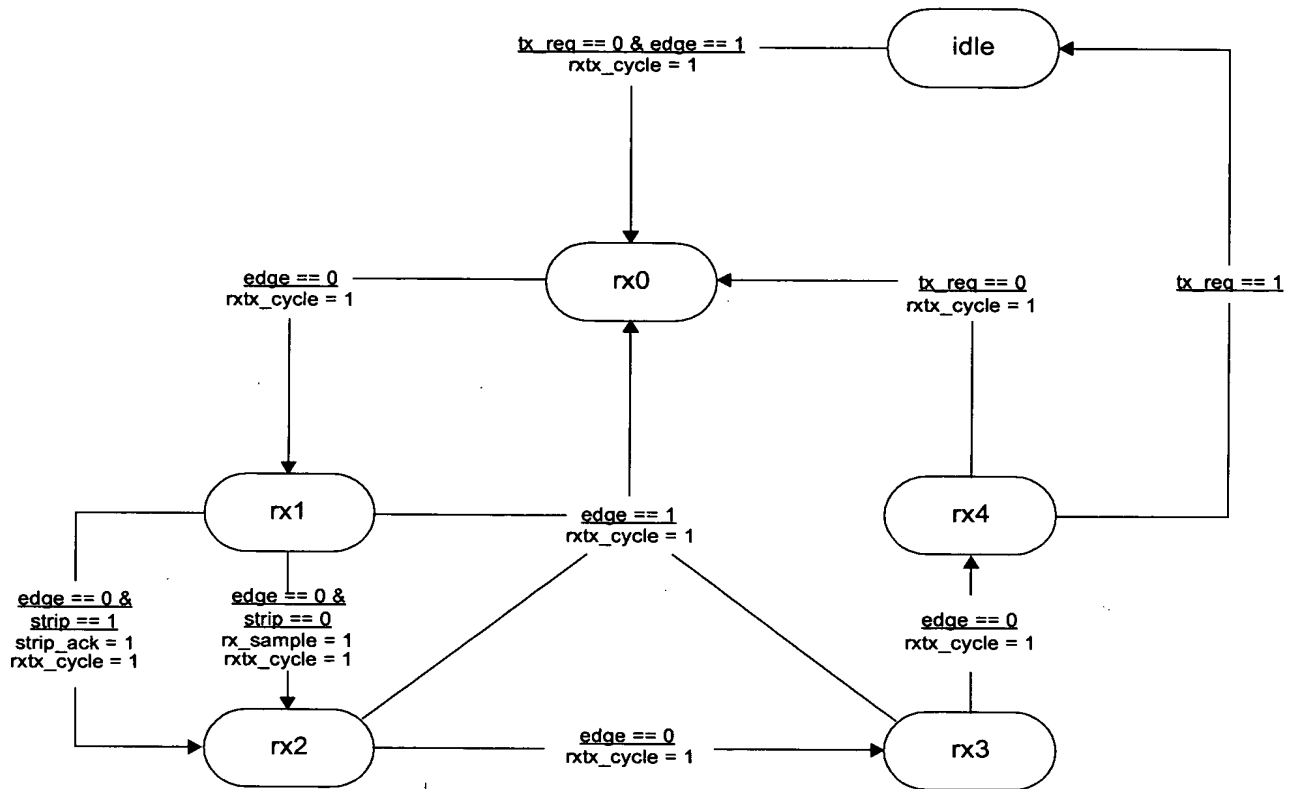 tx_req == 0 & edge == 1
rxtx_cycle = 1
idle
edge == 0
rxtx_cycle = 1
rx0
tx_req == 0
rxtx_cycle = 1
tx_req == 1
rx1
edge == 1
rxtx_cycle = 1
rx4
edge == 0 &
strip == 1
strip_ack = 1
rxtx_cycle = 1
edge == 0 &
strip == 0
rx_sample = 1
rxtx_cycle = 1
edge == 0
rxtx_cycle = 1
rx2
edge == 0
rxtx_cycle = 1
rx3